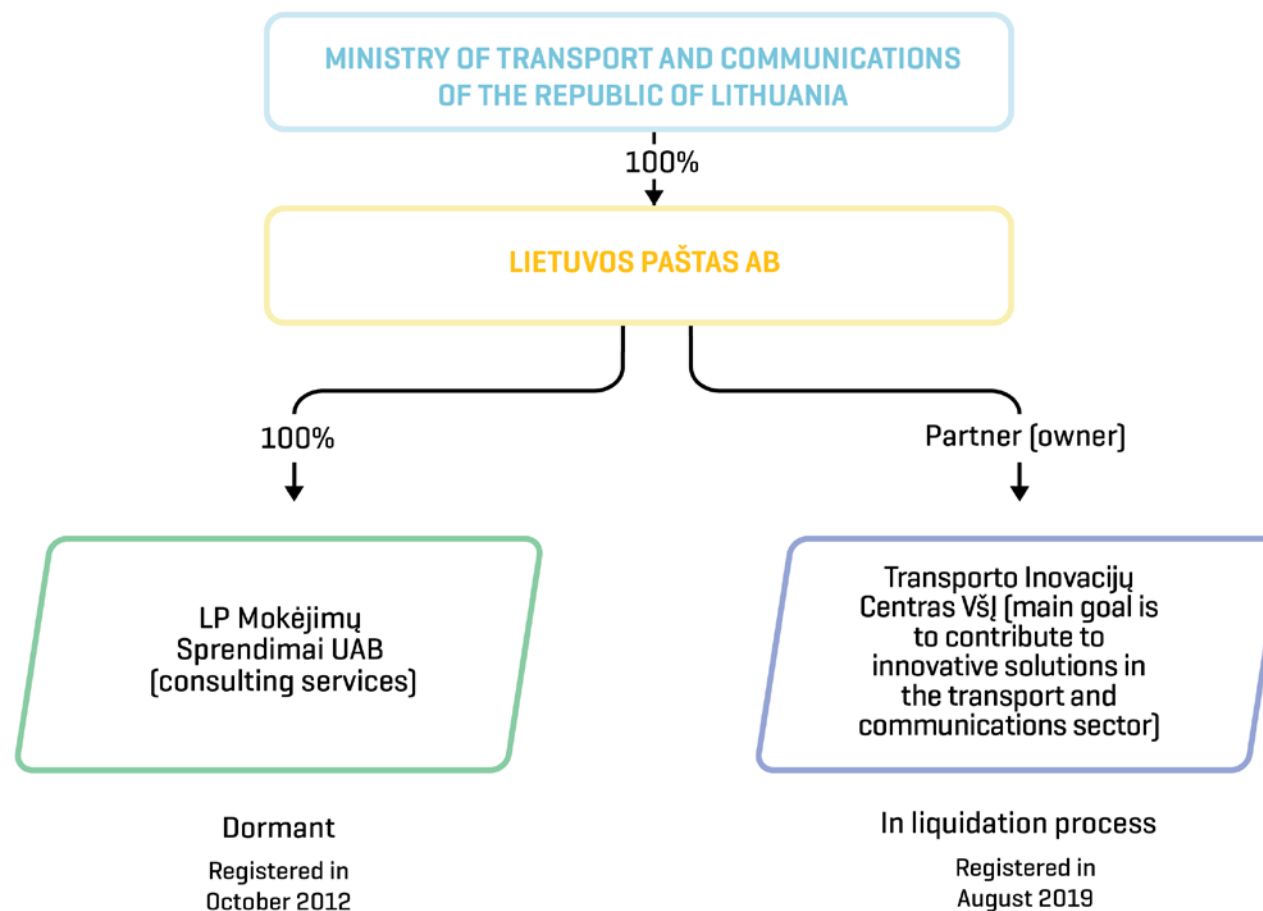 MINISTRY OF TRANSPORT AND COMMUNICATIONS
OF THE REPUBLIC OF LITHUANIA
100%
LIETUVOS PAŠTAS AB
100%
Partner (owner)
LP Mokėjimų
Sprendimai UAB
(consulting services)
Transporto Inovacijų
Centras VšĮ (main goal is
to contribute to
innovative solutions in
the transport and
communications sector)
Dormant
Registered in
October 2012
In liquidation process
Registered in
August 2019